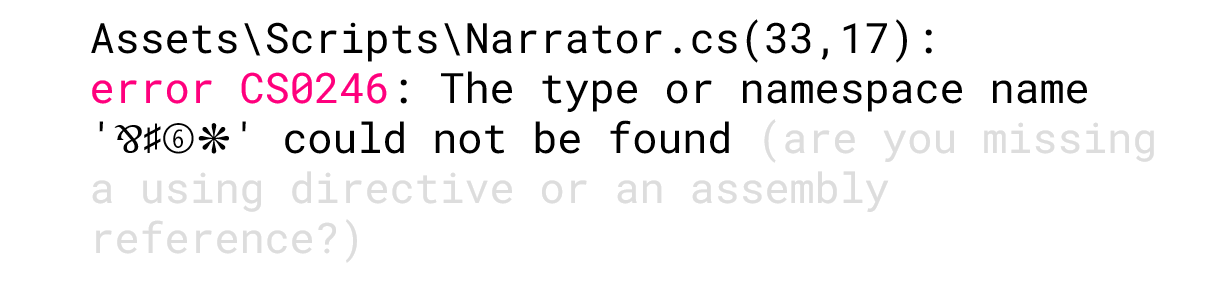 Assets\Scripts\Narrator.cs(33,17):
error CS0246: The type or namespace name
'⅋♯⑥❊' could not be found (are you missing
a using directive or an assembly
reference?)